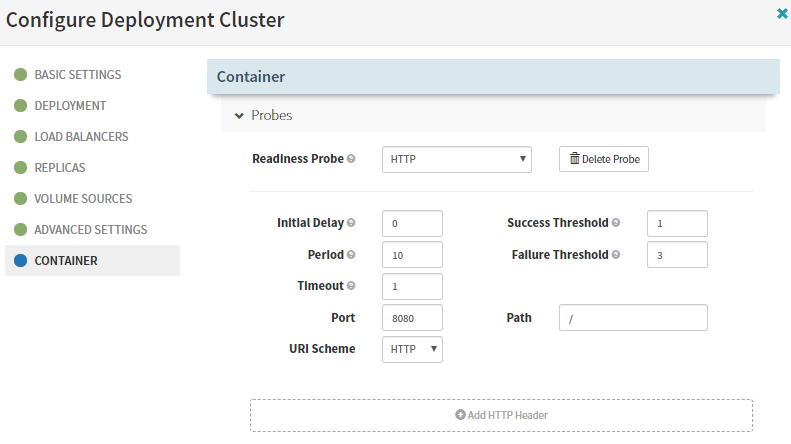 Configure Deployment Cluster
BASIC SETTINGS
DEPLOYMENT
LOAD BALANCERS
REPLICAS
VOLUME SOURCES
ADVANCED SETTINGS
CONTAINER
Container
Probes
Readiness Probe HTTP Delete Probe
Initial Delay 0 Success Threshold 1
Period 10 Failure Threshold 3
Timeout 1
Port 8080 Path /
URI Scheme HTTP
Add HTTP Header